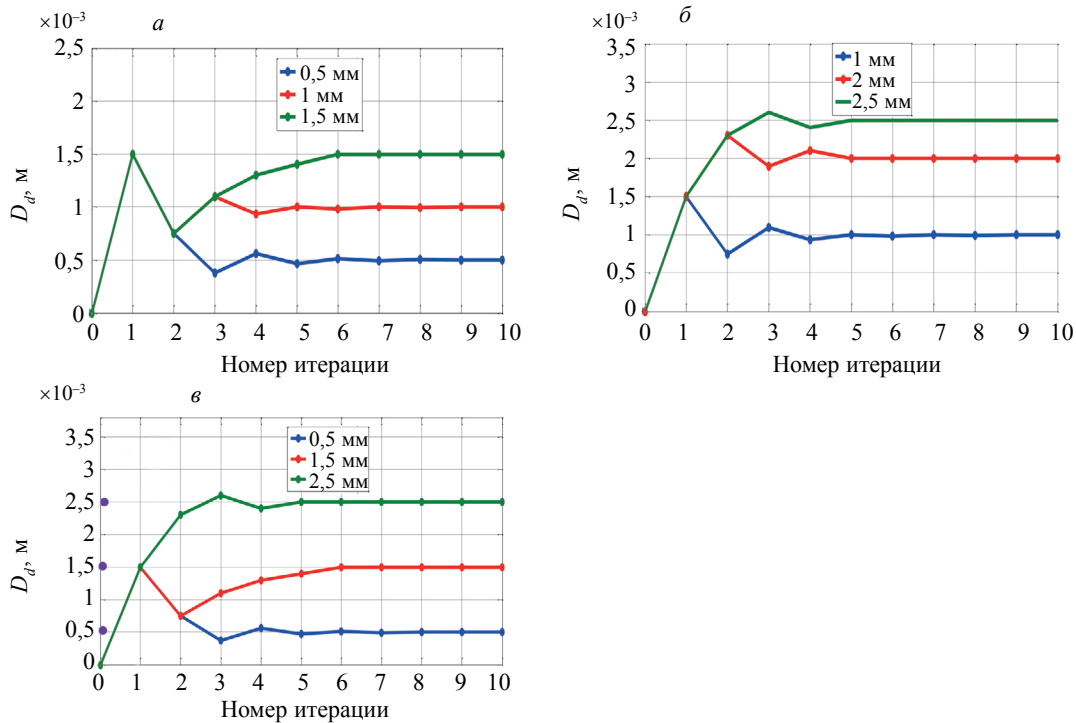 ×10⁻³
а
2,5
2
1,5
1
0,5
0
D_d, м
0,5 мм
1 мм
1,5 мм
0 1 2 3 4 5 6 7 8 9 10
Номер итерации
×10⁻³
б
3,5
3
2,5
2
1,5
1
0,5
0
D_d, м
1 мм
2 мм
2,5 мм
0 1 2 3 4 5 6 7 8 9 10
Номер итерации
×10⁻³
в
3,5
3
2,5
2
1,5
1
0,5
0
D_d, м
0,5 мм
1,5 мм
2,5 мм
0 1 2 3 4 5 6 7 8 9 10
Номер итерации